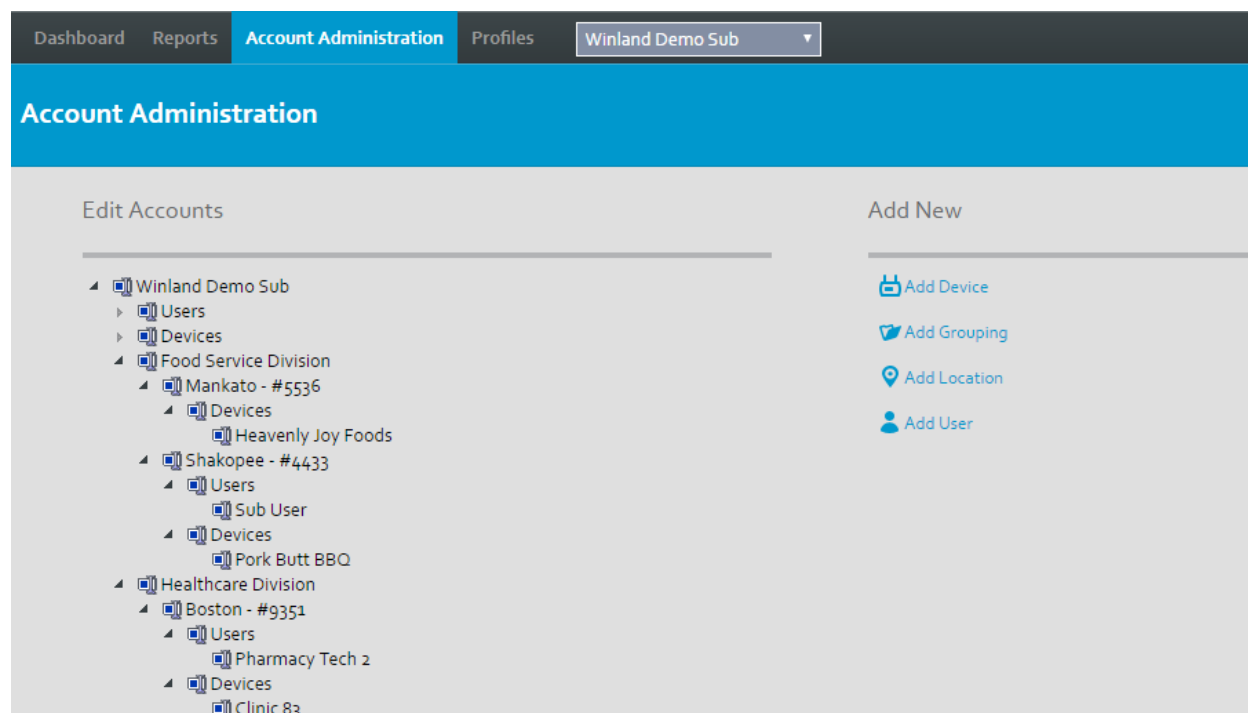 Dashboard Reports Account Administration Profiles Winland Demo Sub
Account Administration
Edit Accounts
Winland Demo Sub
Users
Devices
Food Service Division
Mankato - #5536
Devices
Heavenly Joy Foods
Shakopee - #4433
Users
Sub User
Devices
Pork Butt BBQ
Healthcare Division
Boston - #9351
Users
Pharmacy Tech 2
Devices
Clinic 83
Add New
Add Device
Add Grouping
Add Location
Add User